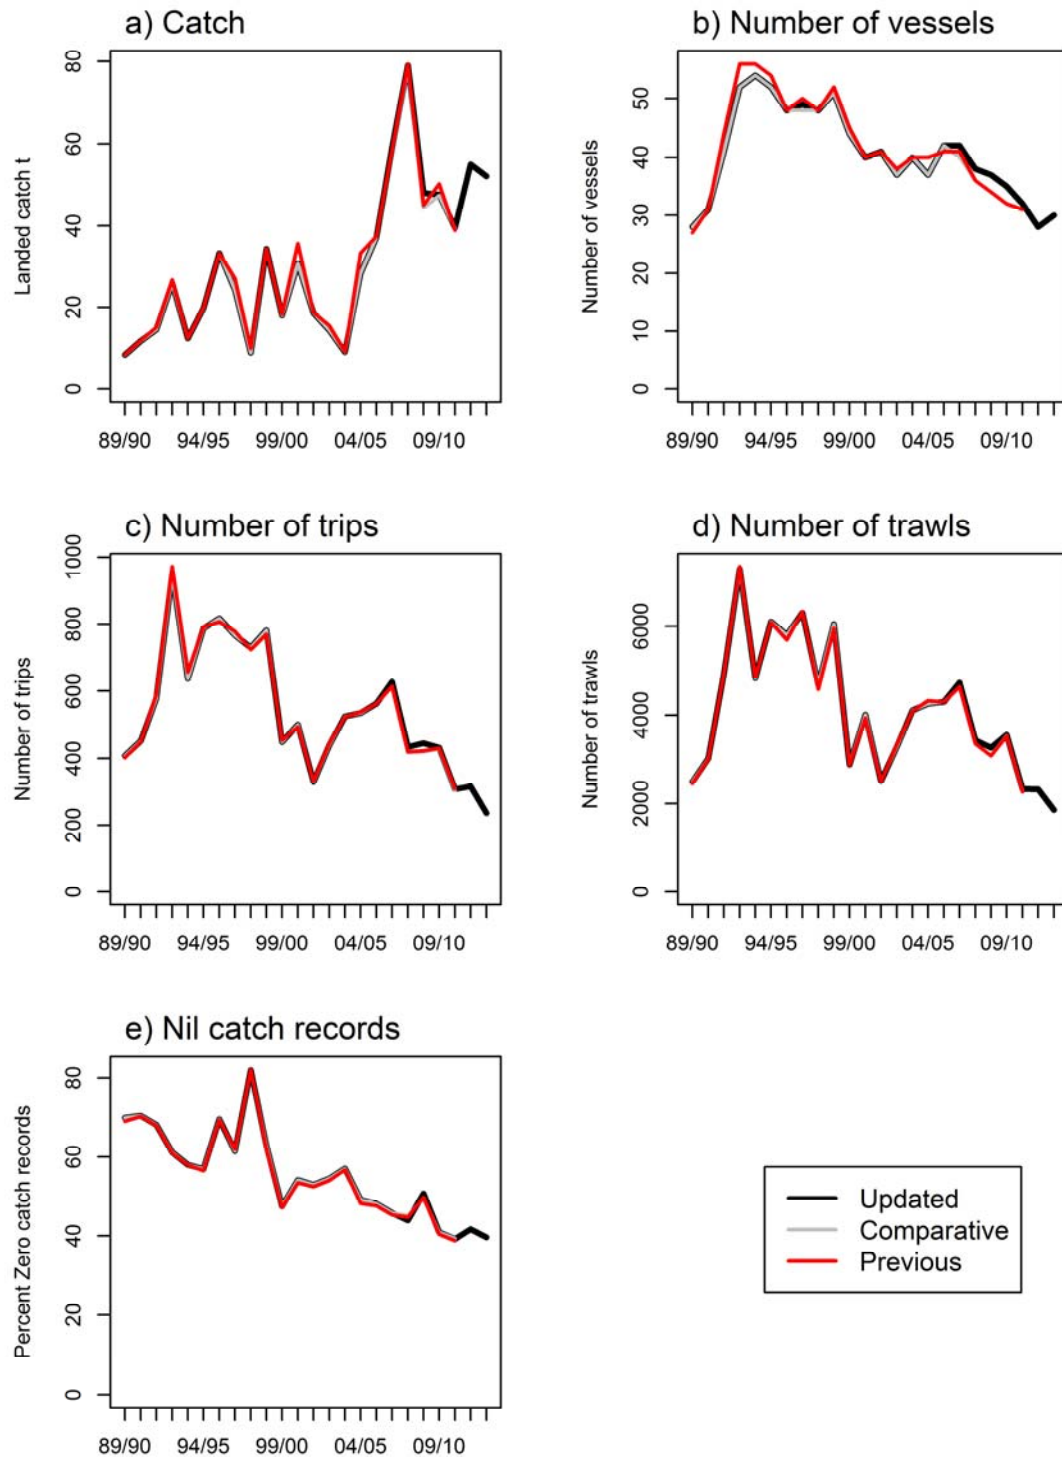 a) Catch
Landed catch t
80
60
40
20
0
89/90 94/95 99/00 04/05 09/10
b) Number of vessels
Number of vessels
50
40
30
20
10
0
89/90 94/95 99/00 04/05 09/10
c) Number of trips
Number of trips
1000
800
600
400
200
0
89/90 94/95 99/00 04/05 09/10
d) Number of trawls
Number of trawls
6000
4000
2000
0
89/90 94/95 99/00 04/05 09/10
e) Nil catch records
Percent Zero catch records
80
60
40
20
0
89/90 94/95 99/00 04/05 09/10
Updated
Comparative
Previous